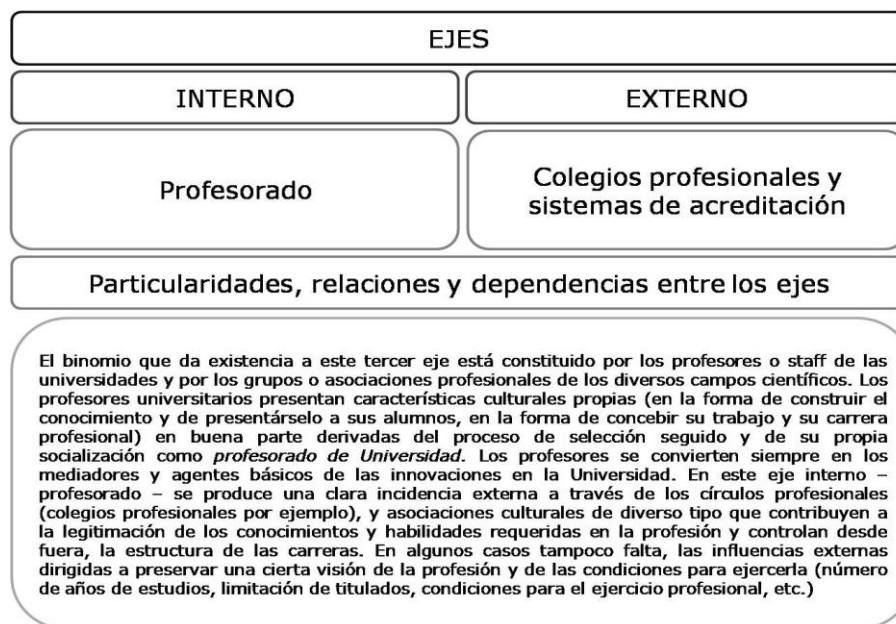 EJES
INTERNO
EXTERNO
Profesorado
Colegios profesionales y
sistemas de acreditación
Particularidades, relaciones y dependencias entre los ejes
El binomio que da existencia a este tercer eje está constituido por los profesores o staff de las
universidades y por los grupos o asociaciones profesionales de los diversos campos científicos. Los
profesores universitarios presentan características culturales propias (en la forma de construir el
conocimiento y de presentárselo a sus alumnos, en la forma de concebir su trabajo y su carrera
profesional) en buena parte derivadas del proceso de selección seguido y de su propia
socialización como profesorado de Universidad. Los profesores se convierten siempre en los
mediadores y agentes básicos de las innovaciones en la Universidad. En este eje interno –
profesorado – se produce una clara incidencia externa a través de los círculos profesionales
(colegios profesionales por ejemplo), y asociaciones culturales de diverso tipo que contribuyen a
la legitimación de los conocimientos y habilidades requeridas en la profesión y controlan desde
fuera, la estructura de las carreras. En algunos casos tampoco falta, las influencias externas
dirigidas a preservar una cierta visión de la profesión y de las condiciones para ejercerla (número
de años de estudios, limitación de titulados, condiciones para el ejercicio profesional, etc.)